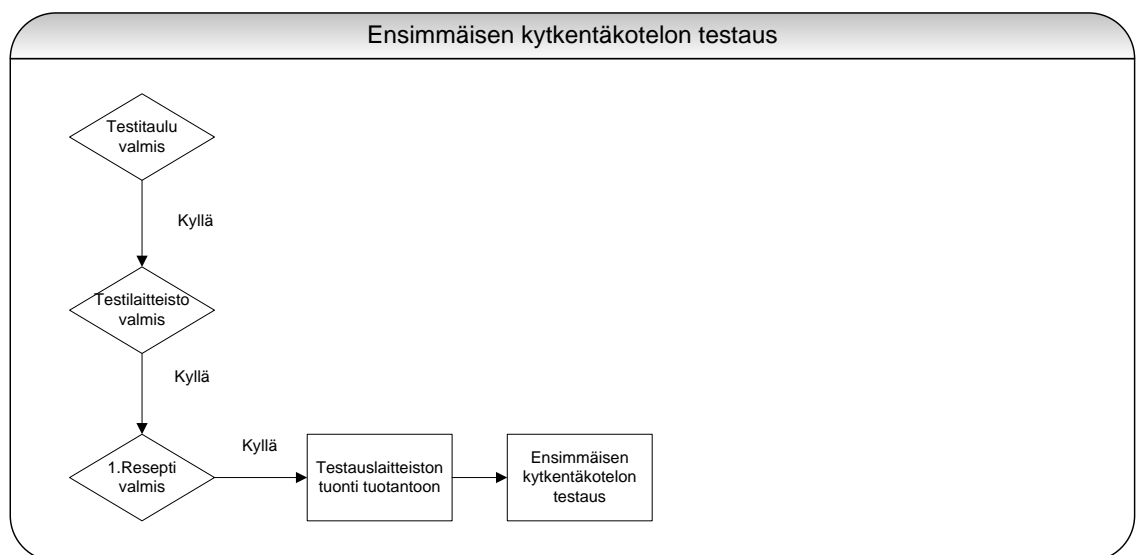 Ensimmäisen kytkentäkotelon testaus
Testitaulu
valmis
Kyllä
Testilaitteisto
valmis
Kyllä
1.Resepti
valmis
Kyllä
Testauslaitteiston
tuonti tuotantoon
Ensimmäisen
kytkentäkotelon
testaus